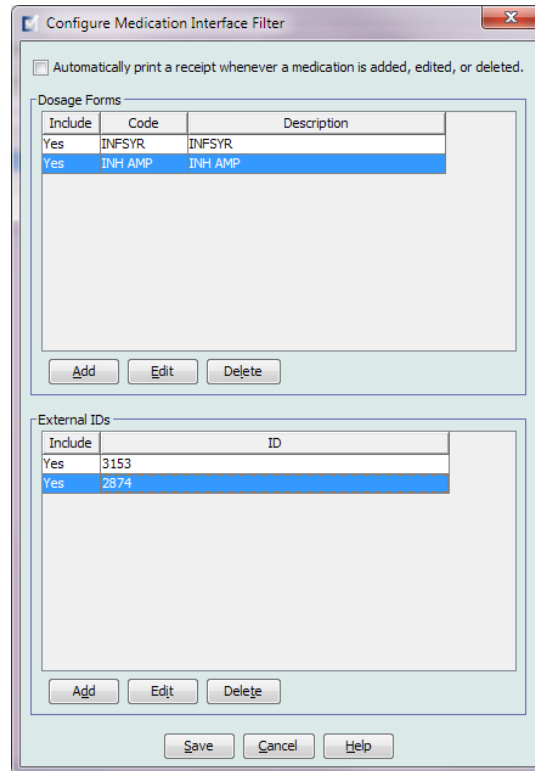 Configure Medication Interface Filter
Automatically print a receipt whenever a medication is added, edited, or deleted.
Dosage Forms
Include Code Description
Yes INFSYR INFSYR
Yes INH AMP INH AMP
Add Edit Delete
External IDs
Include ID
Yes 3153
Yes 2874
Add Edit Delete
Save Cancel Help